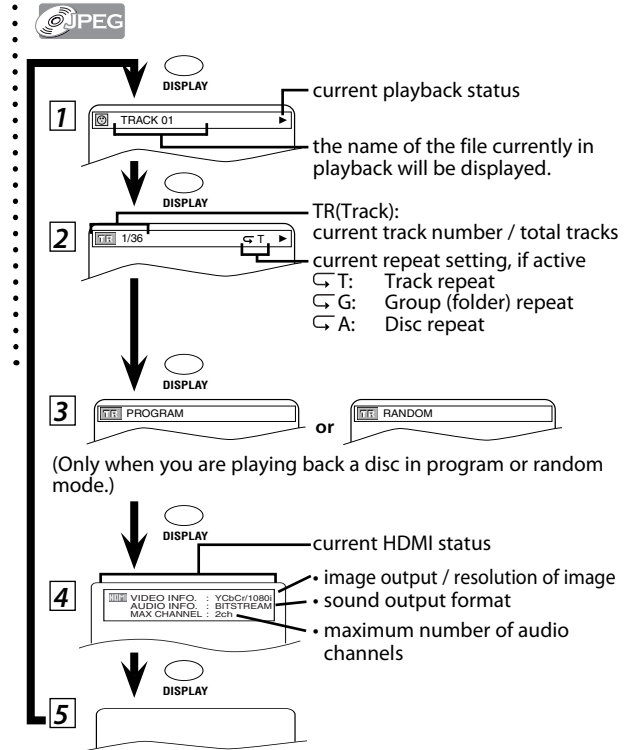 JPEG
DISPLAY
current playback status
1
TRACK 01
the name of the file currently in
playback will be displayed.
DISPLAY
TR(Track):
current track number / total tracks
2
TR 1/36 T
current repeat setting, if active
T: Track repeat
G: Group (folder) repeat
A: Disc repeat
DISPLAY
3
TR PROGRAM
or
TR RANDOM
(Only when you are playing back a disc in program or random
mode.)
DISPLAY
current HDMI status
4
HDMI VIDEO INFO. : YCbCr/1080i
AUDIO INFO. : BITSTREAM
MAX CHANNEL : 2ch
• image output / resolution of image
• sound output format
• maximum number of audio
channels
DISPLAY
5